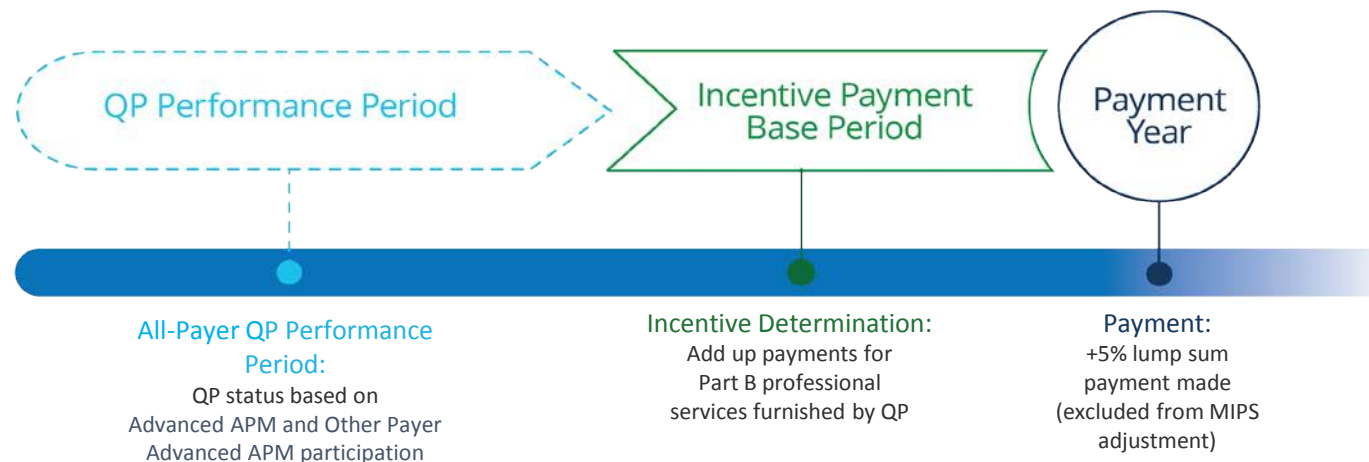 QP Performance Period
Incentive Payment
Base Period
Payment
Year
All-Payer QP Performance
Period:
QP status based on
Advanced APM and Other Payer
Advanced APM participation
Incentive Determination:
Add up payments for
Part B professional
services furnished by QP
Payment:
+5% lump sum
payment made
(excluded from MIPS
adjustment)